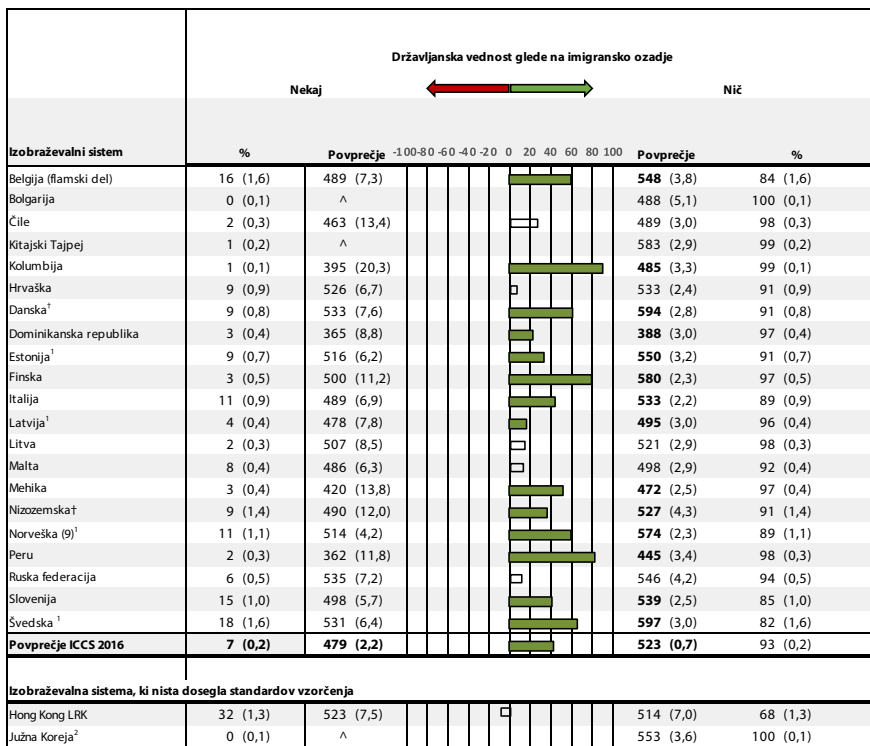 Državljanska vednost glede na imigransko ozadje
Nekaj Nič
Izobraževalni sistem % Povprečje -100 -80 -60 -40 -20 0 20 40 60 80 100 Povprečje %
Belgija (flamski del) 16 (1,6) 489 (7,3) 548 (3,8) 84 (1,6)
Bolgarija 0 (0,1) ^ 488 (5,1) 100 (0,1)
Čile 2 (0,3) 463 (13,4) 489 (3,0) 98 (0,3)
Kitajski Tajpej 1 (0,2) ^ 583 (2,9) 99 (0,2)
Kolumbija 1 (0,1) 395 (20,3) 485 (3,3) 99 (0,1)
Hrvaška 9 (0,9) 526 (6,7) 533 (2,4) 91 (0,9)
Danska† 9 (0,8) 533 (7,6) 594 (2,8) 91 (0,8)
Dominikanska republika 3 (0,4) 365 (8,8) 388 (3,0) 97 (0,4)
Estonija¹ 9 (0,7) 516 (6,2) 550 (3,2) 91 (0,7)
Finska 3 (0,5) 500 (11,2) 580 (2,3) 97 (0,5)
Italija 11 (0,9) 489 (6,9) 533 (2,2) 89 (0,9)
Latvija¹ 4 (0,4) 478 (7,8) 495 (3,0) 96 (0,4)
Litva 2 (0,3) 507 (8,5) 521 (2,9) 98 (0,3)
Malta 8 (0,4) 486 (6,3) 498 (2,9) 92 (0,4)
Mehika 3 (0,4) 420 (13,8) 472 (2,5) 97 (0,4)
Nizozemska† 9 (1,4) 490 (12,0) 527 (4,3) 91 (1,4)
Norveška (9)¹ 11 (1,1) 514 (4,2) 574 (2,3) 89 (1,1)
Peru 2 (0,3) 362 (11,8) 445 (3,4) 98 (0,3)
Ruska federacija 6 (0,5) 535 (7,2) 546 (4,2) 94 (0,5)
Slovenija 15 (1,0) 498 (5,7) 539 (2,5) 85 (1,0)
Švedska ¹ 18 (1,6) 531 (6,4) 597 (3,0) 82 (1,6)
Povprečje ICCS 2016 7 (0,2) 479 (2,2) 523 (0,7) 93 (0,2)
Izobraževalna sistema, ki nista dosegla standardov vzorčenja
Hong Kong LRK 32 (1,3) 523 (7,5) 514 (7,0) 68 (1,3)
Južna Koreja² 0 (0,1) ^ 553 (3,6) 100 (0,1)